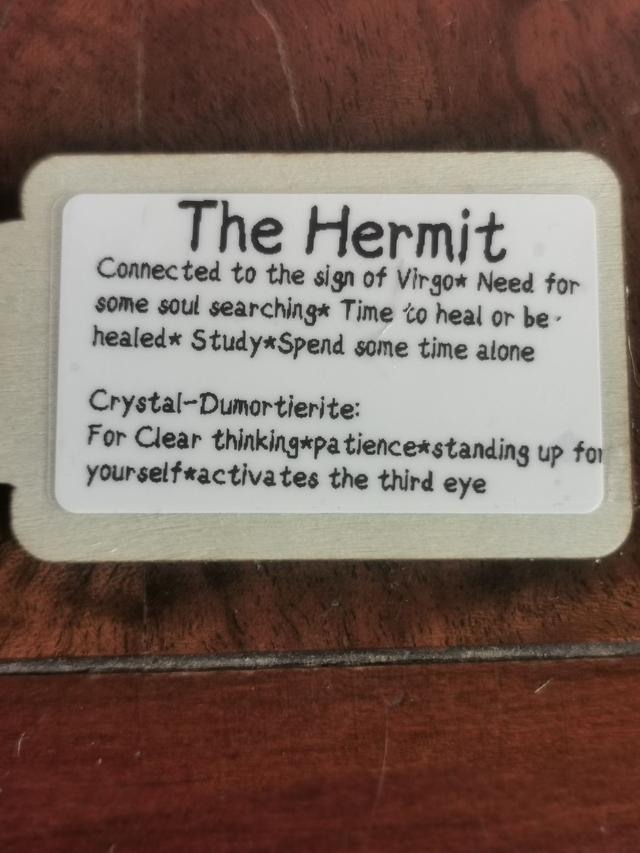 The Hermit
Connected to the sign of Virgo* Need for
some soul searching* Time to heal or be
healed* Study*Spend some time alone
Crystal-Dumortierite:
For Clear thinking*patience*standing up for
yourself*activates the third eye